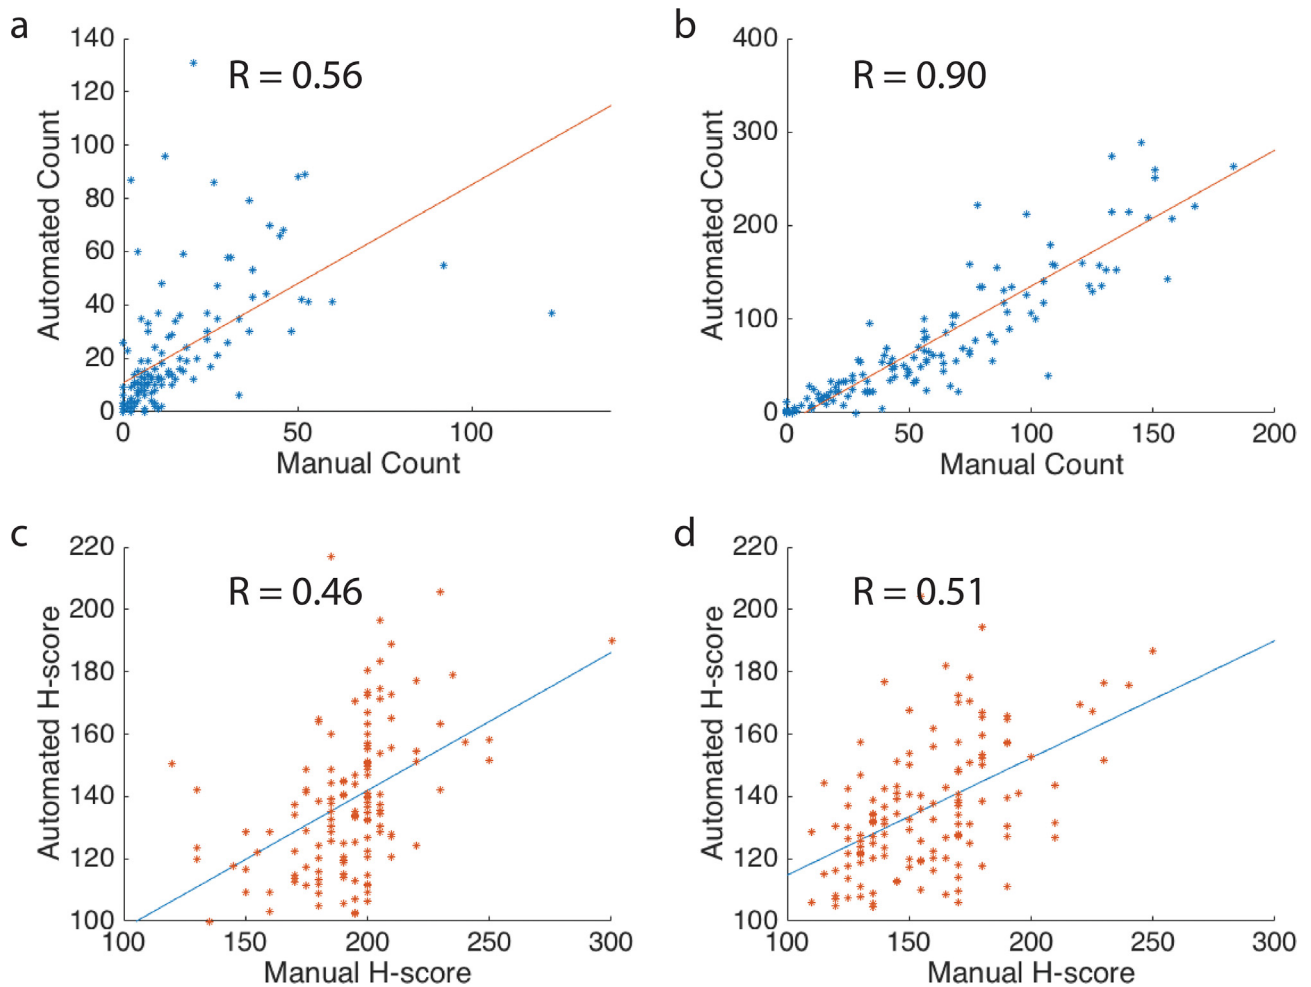 a
140
120
100
80
60
40
20
0
Automated Count
R = 0.56
0 50 100
Manual Count
b
400
300
200
100
0
Automated Count
R = 0.90
0 50 100 150 200
Manual Count
c
220
200
180
160
140
120
100
Automated H-score
R = 0.46
100 150 200 250 300
Manual H-score
d
220
200
180
160
140
120
100
Automated H-score
R = 0.51
100 150 200 250 300
Manual H-score